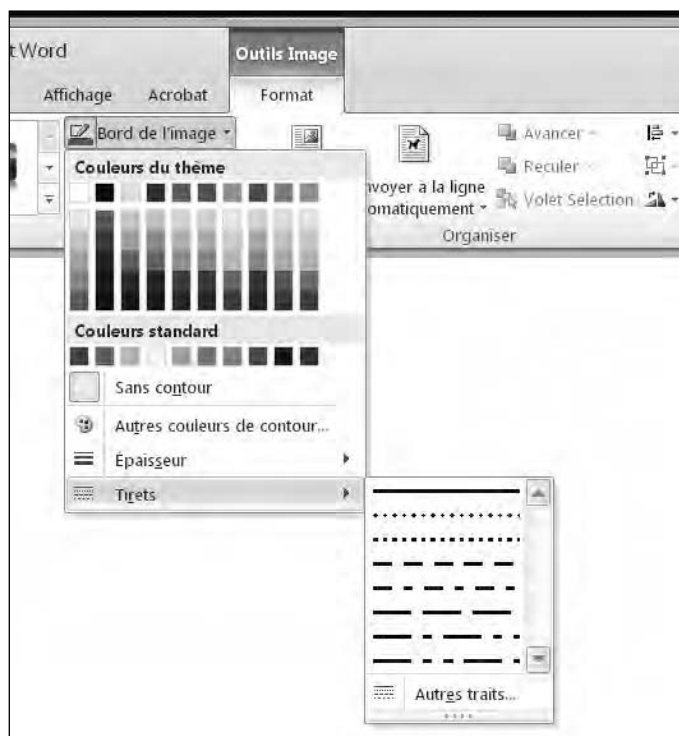 t Word
Outils Image
Affichage Acrobat Format
Bord de l'image
Avancer
Reculer
Volet Sélection
nvoyer à la ligne
omatiquement
Organiser
Couleurs du thème
Couleurs standard
Sans contour
Autres couleurs de contour...
Épaisseur
Tirets
Autres traits...